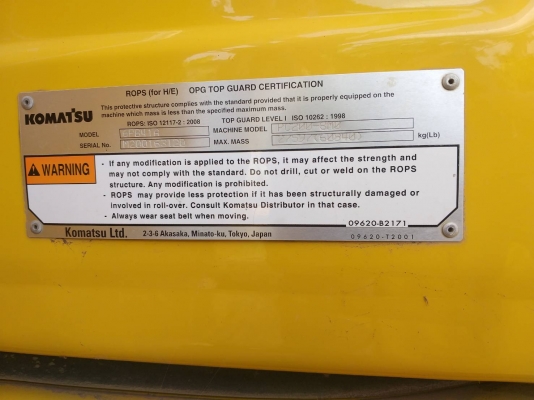 ROPS (for H/E) OPG TOP GUARD CERTIFICATION
This protective structure complies with the standard provided that it is properly equipped on the
machine which mass is less than the specified maximum mass.
KOMATSU
ROPS: ISO 12117-2 : 2008 TOP GUARD LEVEL I ISO 10262 : 1998
MODEL MACHINE MODEL
SERIAL No. MAX. MASS kg(Lb)
WARNING
- If any modification is applied to the ROPS, it may affect the strength and
may not comply with the standard. Do not drill, cut or weld on the ROPS
structure. Any modification is prohibited.
- ROPS may provide less protection if it has been structurally damaged or
involved in roll-over. Consult Komatsu Distributor in that case.
- Always wear seat belt when moving.
09620-B2171
Komatsu Ltd. 2-3-6 Akasaka, Minato-ku, Tokyo, Japan
09620-T2001